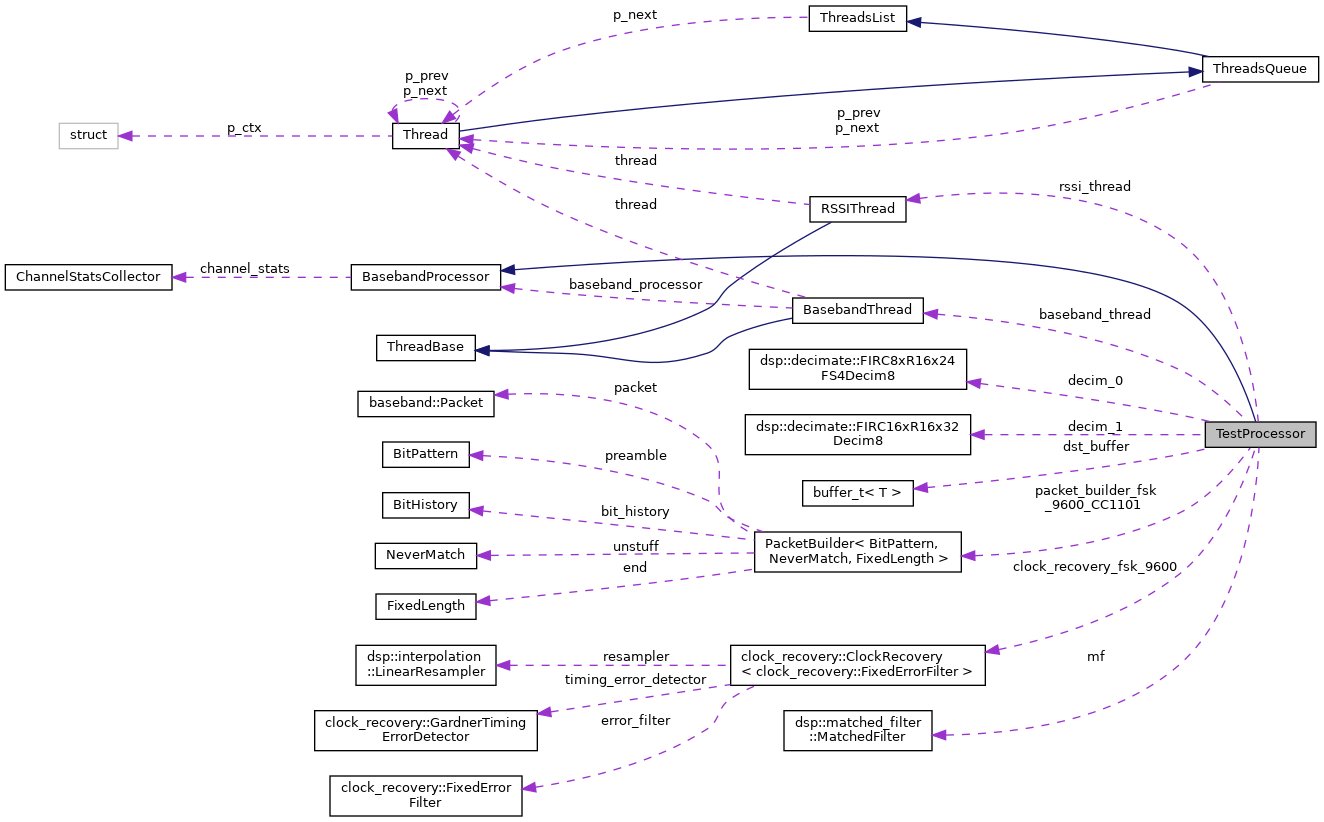 p_next
ThreadsList
ThreadsQueue
p_prev
p_next
struct
p_ctx
Thread
p_prev
p_next
thread
thread
RSSIThread
rssi_thread
ChannelStatsCollector
channel_stats
BasebandProcessor
baseband_processor
BasebandThread
baseband_thread
ThreadBase
dsp::decimate::FIRC8xR16x24
FS4Decim8
decim_0
packet
baseband::Packet
dsp::decimate::FIRC16xR16x32
Decim8
decim_1
TestProcessor
dst_buffer
BitPattern
preamble
buffer_t< T >
BitHistory
bit_history
packet_builder_fsk
_9600_CC1101
NeverMatch
unstuff
PacketBuilder< BitPattern,
NeverMatch, FixedLength >
end
FixedLength
clock_recovery_fsk_9600
dsp::interpolation
::LinearResampler
resampler
clock_recovery::ClockRecovery
< clock_recovery::FixedErrorFilter >
mf
timing_error_detector
clock_recovery::GardnerTiming
ErrorDetector
error_filter
dsp::matched_filter
::MatchedFilter
clock_recovery::FixedError
Filter